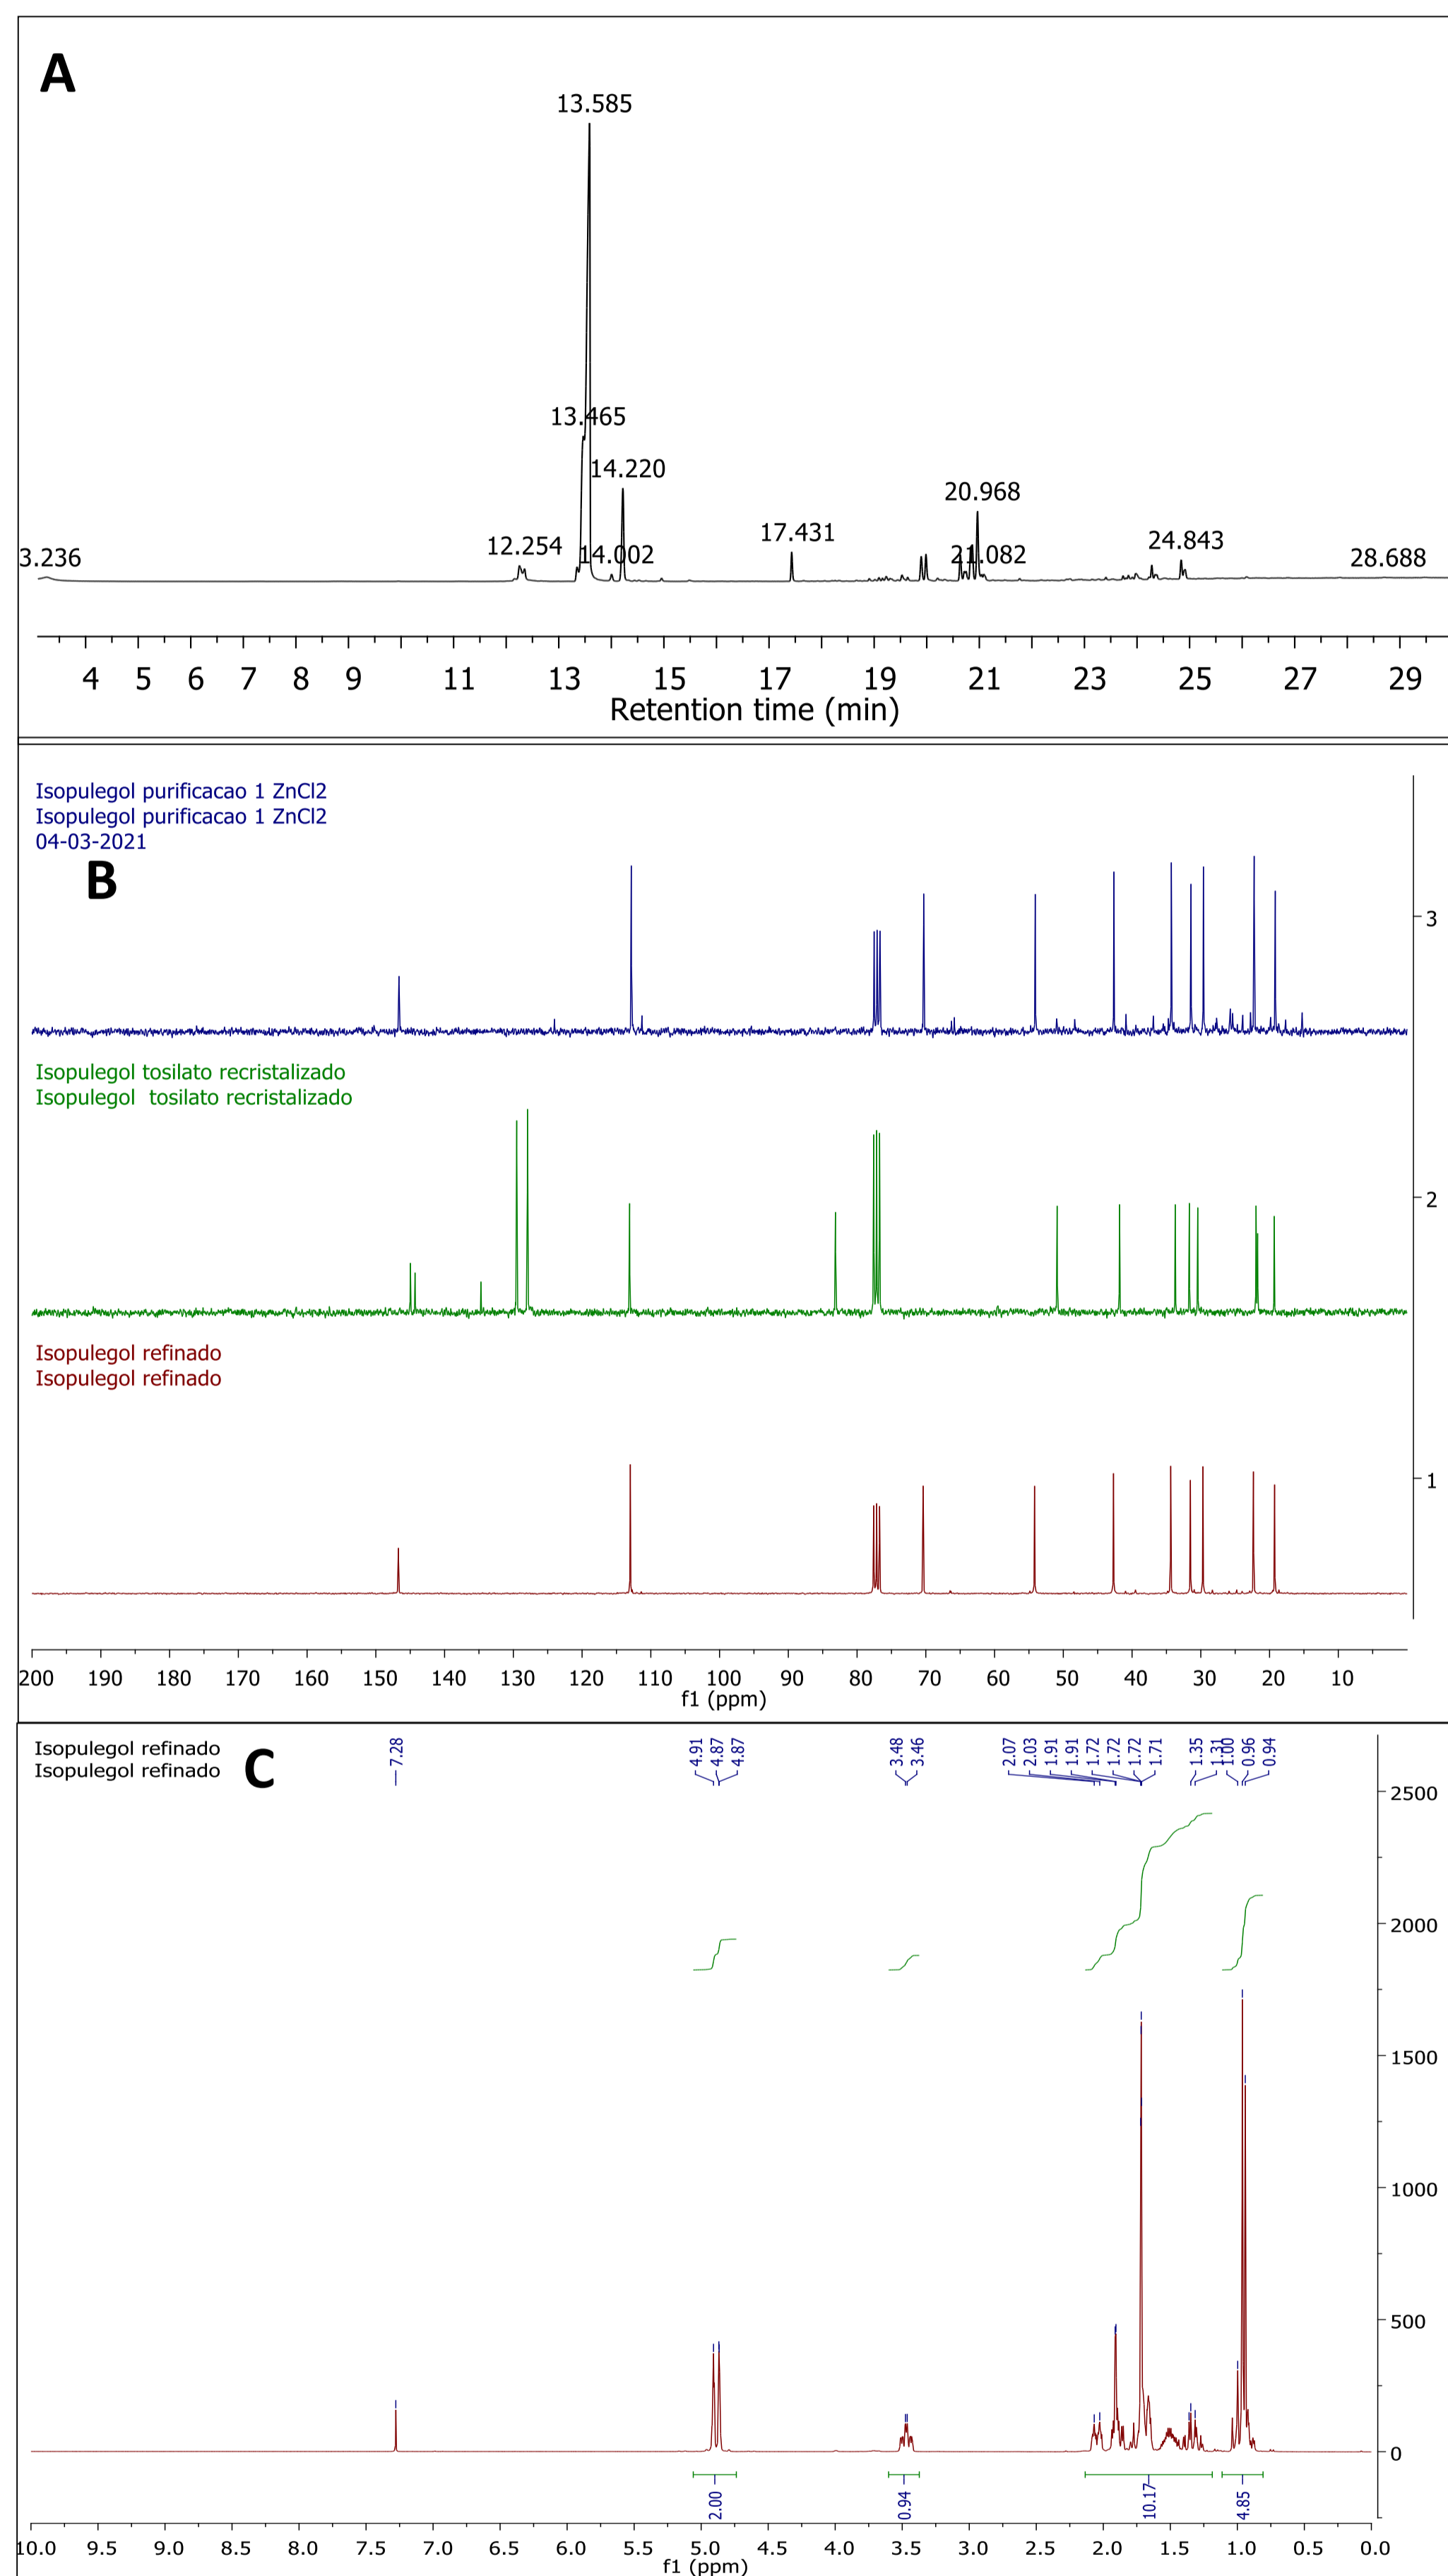 A
13.585
13.465
14.220
20.968
17.431
12.254
14.002
21.082
24.843
3.236
28.688
4 5 6 7 8 9 11 13 15 17 19 21 23 25 27 29
Retention time (min)
Isopulegol purificacao 1 ZnCl2
Isopulegol purificacao 1 ZnCl2
04-03-2021
B
3
Isopulegol tosilato recristalizado
Isopulegol  tosilato recristalizado
2
Isopulegol refinado
Isopulegol refinado
1
200 190 180 170 160 150 140 130 120 110 100 90 80 70 60 50 40 30 20 10
f1 (ppm)
Isopulegol refinado
Isopulegol refinado
C
7.28
4.91 4.87 4.87
3.48 3.46
2.07 2.03 1.91 1.91 1.72 1.72 1.72 1.71 1.35 1.31 1.00 0.96 0.94
2500
2000
1500
1000
500
0
2.00 0.94 10.17 4.85
10.0 9.5 9.0 8.5 8.0 7.5 7.0 6.5 6.0 5.5 5.0 4.5 4.0 3.5 3.0 2.5 2.0 1.5 1.0 0.5 0.0
f1 (ppm)